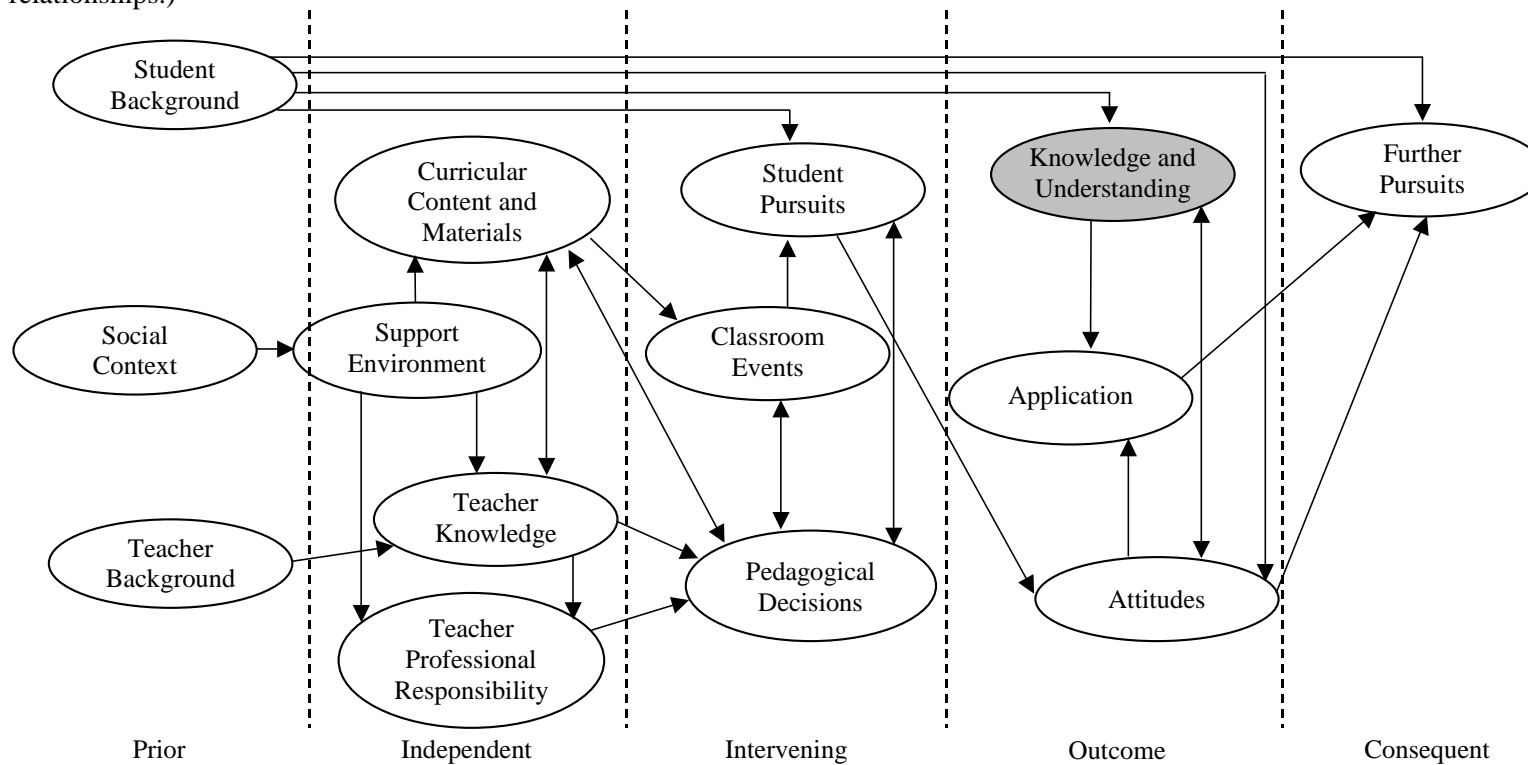 relationships.)
Student
Background
Curricular
Content and
Materials
Student
Pursuits
Knowledge and
Understanding
Further
Pursuits
Social
Context
Support
Environment
Classroom
Events
Application
Teacher
Background
Teacher
Knowledge
Pedagogical
Decisions
Attitudes
Teacher
Professional
Responsibility
Prior
Independent
Intervening
Outcome
Consequent